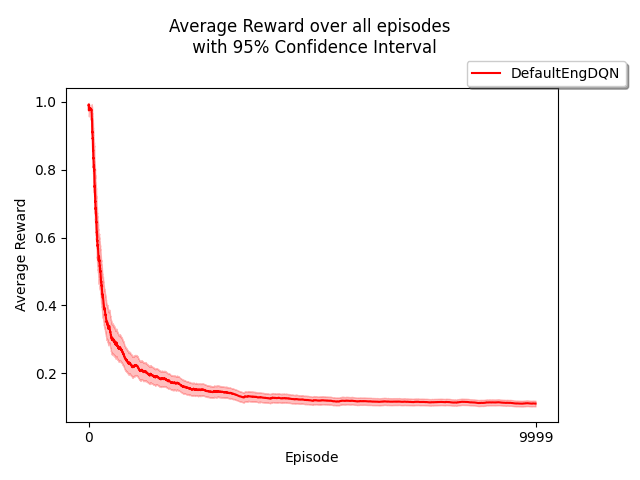 Average Reward over all episodes
with 95% Confidence Interval
DefaultEngDQN
1.0
0.8
0.6
0.4
0.2
Average Reward
0
9999
Episode